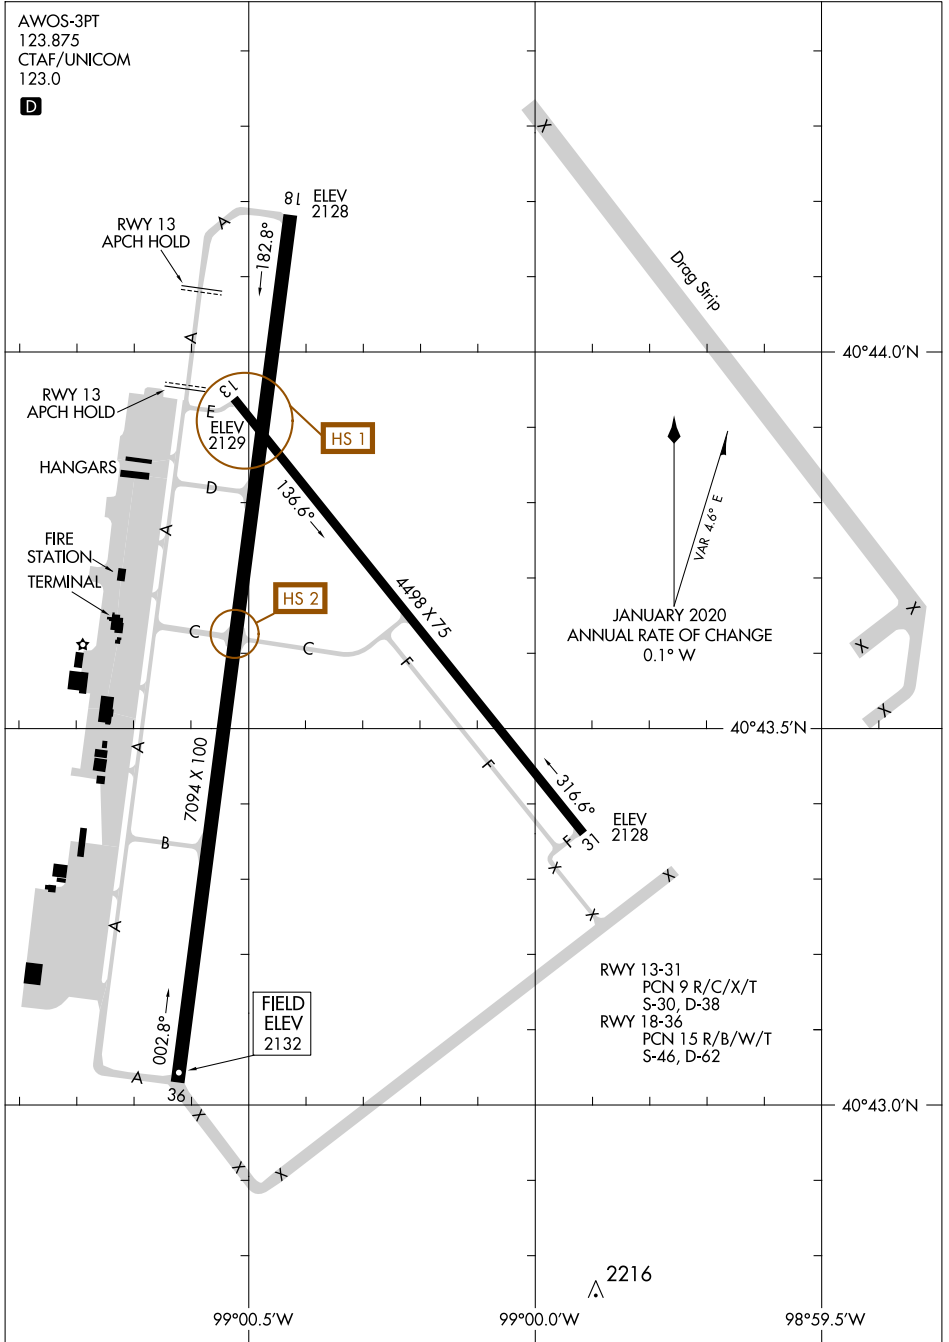 AWOS-3PT
123.875
CTAF/UNICOM
123.0
D
18
ELEV
2128
A
RWY 13
APCH HOLD
182.8°
Drag Strip
X
A
40°44.0'N
RWY 13
APCH HOLD
13
E
ELEV
2129
HS 1
HANGARS
D
136.6°
A
VAR 4.6° E
FIRE
STATION
TERMINAL
HS 2
4498 X 75
JANUARY 2020
ANNUAL RATE OF CHANGE
0.1° W
X
X
X
C
C
F
40°43.5'N
A
7094 X 100
F
316.6°
ELEV
2128
31
F
B
X
X
X
A
RWY 13-31
PCN 9 R/C/X/T
S-30, D-38
RWY 18-36
PCN 15 R/B/W/T
S-46, D-62
002.8°
FIELD
ELEV
2132
A
36
40°43.0'N
X
X
X
2216
99°00.5'W
99°00.0'W
98°59.5'W